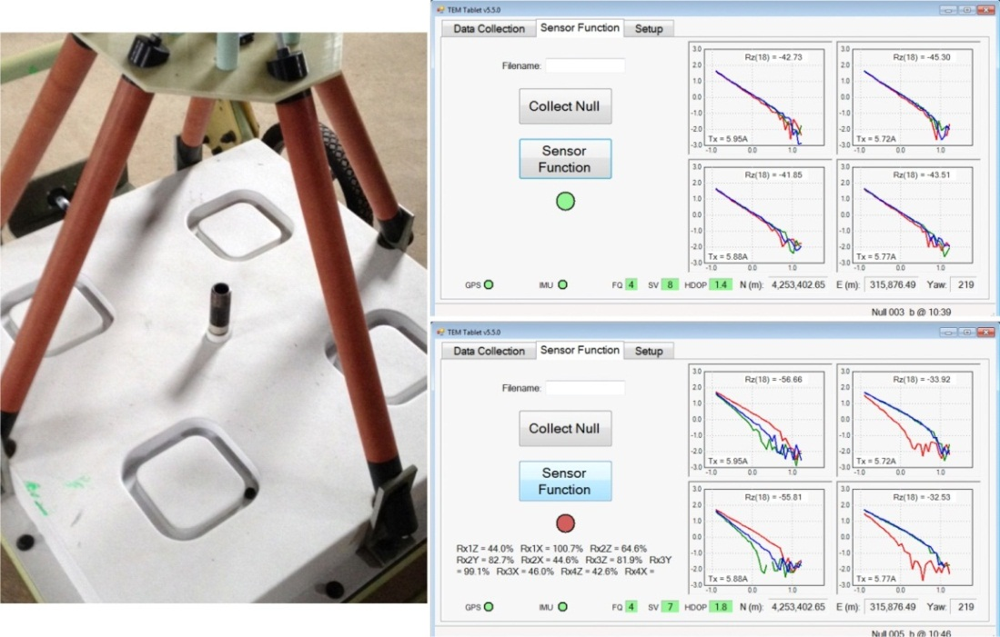 TEM Tablet v5.5.0
Data Collection Sensor Function Setup
Filename:
Collect Null
Sensor
Function
3.0 2.0 1.0 0.0 -1.0 -2.0 -3.0
Rz(18) = -42.73
Tx = 5.95A
-1.0 0.0 1.0
3.0 2.0 1.0 0.0 -1.0 -2.0 -3.0
Rz(18) = -45.30
Tx = 5.72A
-1.0 0.0 1.2
3.0 2.0 1.0 0.0 -1.0 -2.0 -3.0
Rz(18) = -41.85
Tx = 5.88A
-1.0 0.0 1.0
3.0 2.0 1.0 0.0 -1.0 -2.0 -3.0
Rz(18) = -43.51
Tx = 5.77A
-1.0 0.0 1.0
GPS IMU FQ 4 SV 8 HDOP 1.4 N (m): 4,253,402.65 E (m): 315,876.49 Yaw: 219
Null 003 b @ 10:39
TEM Tablet v5.5.0
Data Collection Sensor Function Setup
Filename:
Collect Null
Sensor
Function
Rx1Z = 44.0% Rx1X = 100.7% Rx2Z = 64.6%
Rx2Y = 82.7% Rx2X = 44.6% Rx3Z = 81.9% Rx3Y
= 99.1% Rx3X = 46.0% Rx4Z = 42.6% Rx4X =
3.0 2.0 1.0 0.0 -1.0 -2.0 -3.0
Rz(18) = -56.66
Tx = 5.95A
-1.0 0.0 1.0
3.0 2.0 1.0 0.0 -1.0 -2.0 -3.0
Rz(18) = -33.92
Tx = 5.72A
-1.0 0.0 1.2
3.0 2.0 1.0 0.0 -1.0 -2.0 -3.0
Rz(18) = -55.81
Tx = 5.88A
-1.0 0.0 1.0
3.0 2.0 1.0 0.0 -1.0 -2.0 -3.0
Rz(18) = -32.53
Tx = 5.77A
-1.0 0.0 1.0
GPS IMU FQ 4 SV 7 HDOP 1.8 N (m): 4,253,402.65 E (m): 315,876.49 Yaw: 219
Null 005 b @ 10:46